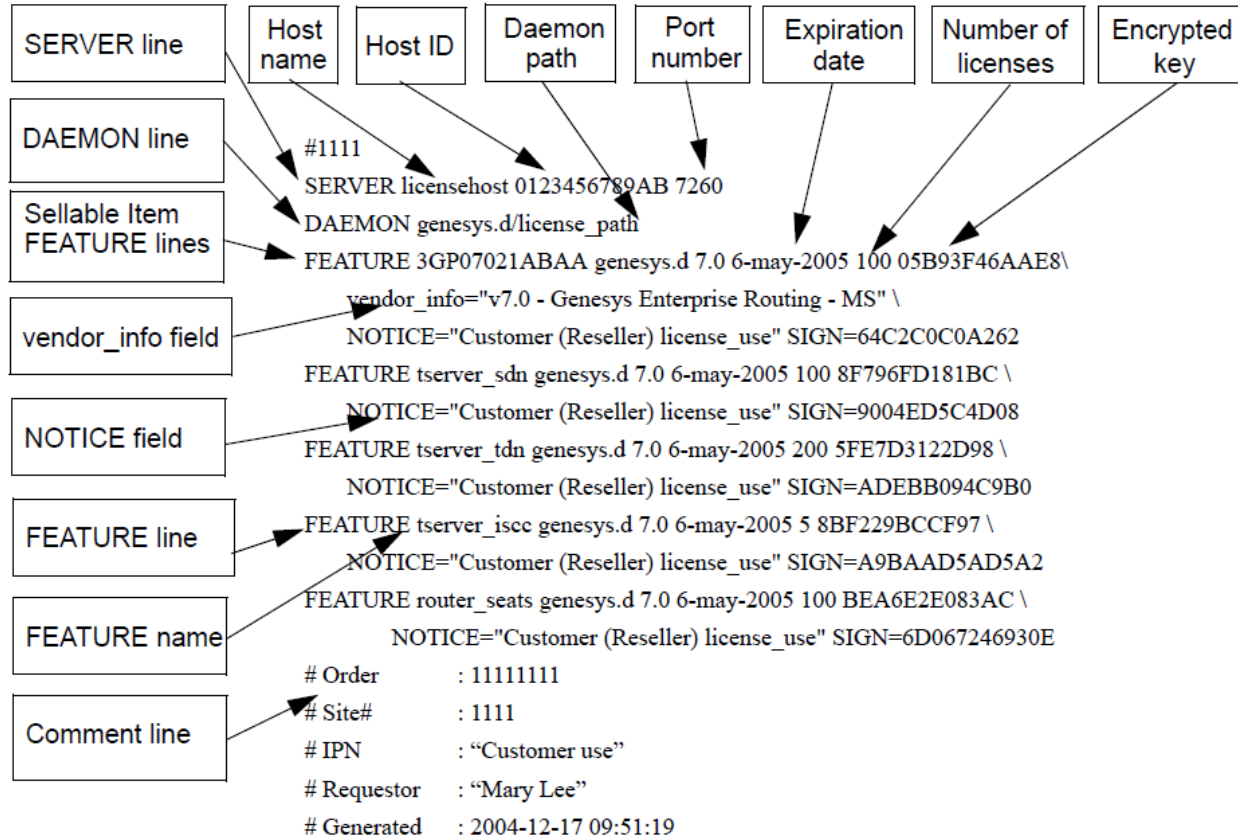 SERVER line
Host
name
Host ID
Daemon
path
Port
number
Expiration
date
Number of
licenses
Encrypted
key
DAEMON line
Sellable Item
FEATURE lines
vendor_info field
NOTICE field
FEATURE line
FEATURE name
Comment line
#1111
SERVER licensehost 0123456789AB 7260
DAEMON genesys.d/license_path
FEATURE 3GP07021ABAA genesys.d 7.0 6-may-2005 100 05B93F46AAE8\
vendor_info="v7.0 - Genesys Enterprise Routing - MS" \
NOTICE="Customer (Reseller) license_use" SIGN=64C2C0C0A262
FEATURE tserver_sdn genesys.d 7.0 6-may-2005 100 8F796FD181BC \
NOTICE="Customer (Reseller) license_use" SIGN=9004ED5C4D08
FEATURE tserver_tdn genesys.d 7.0 6-may-2005 200 5FE7D3122D98 \
NOTICE="Customer (Reseller) license_use" SIGN=ADEBB094C9B0
FEATURE tserver_iscc genesys.d 7.0 6-may-2005 5 8BF229BCCF97 \
NOTICE="Customer (Reseller) license_use" SIGN=A9BAAD5AD5A2
FEATURE router_seats genesys.d 7.0 6-may-2005 100 BEA6E2E083AC \
NOTICE="Customer (Reseller) license_use" SIGN=6D067246930E
# Order : 11111111
# Site# : 1111
# IPN : “Customer use”
# Requestor : “Mary Lee”
# Generated : 2004-12-17 09:51:19